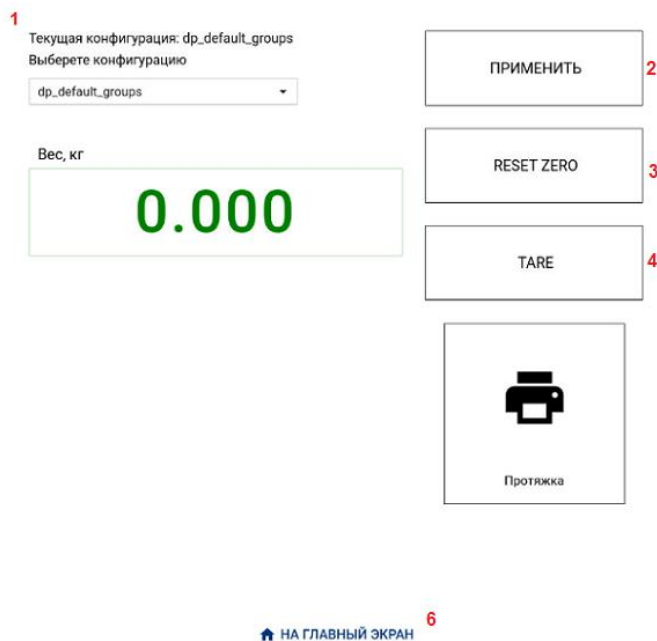 1
Текущая конфигурация: dp_default_groups
Выберете конфигурацию
dp_default_groups
ПРИМЕНИТЬ
2
Вес, кг
0.000
RESET ZERO
3
TARE
4
Протяжка
НА ГЛАВНЫЙ ЭКРАН
6